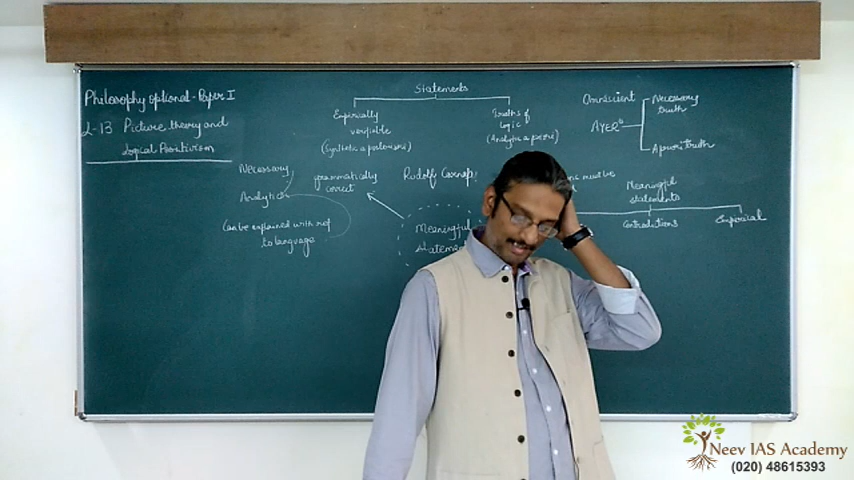 Philosophy optional - Paper I
L-13 Picture theory and
Logical Positivism
Statements
Empirically
verifiable
(Synthetic a posteriori)
Truths of
logic
(Analytic a priori)
Omniscient
AYER
Necessary
truth
A priori truth
Necessary
Analytic
Can be explained with ref
to language
grammatically
correct
Rudolf Carnap
Meaningful
must be
Meaningful
statements
Contradictions
Empirical
Neev IAS Academy
(020) 48615393